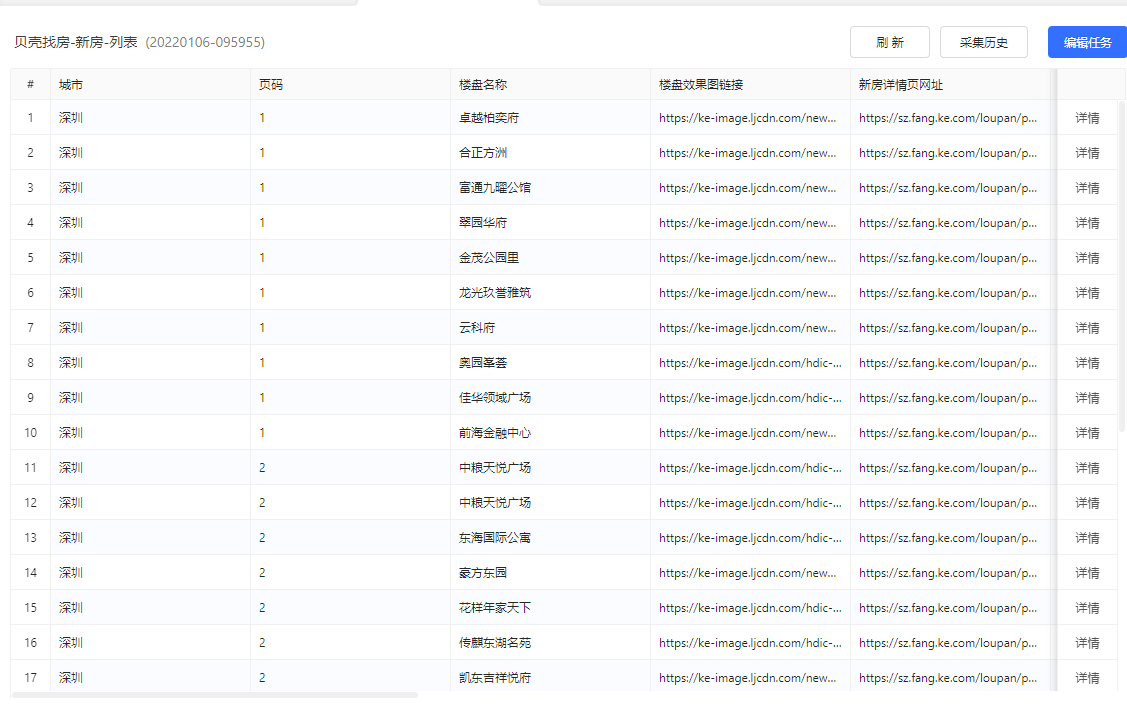 贝壳找房-新房-列表 (20220106-095955) 刷 新 采集历史 编辑任务
# 城市 页码 楼盘名称 楼盘效果图链接 新房详情页网址
1 深圳 1 卓越柏奕府 https://ke-image.ljcdn.com/new... https://sz.fang.ke.com/loupan/p... 详情
2 深圳 1 合正方洲 https://ke-image.ljcdn.com/new... https://sz.fang.ke.com/loupan/p... 详情
3 深圳 1 富通九曜公馆 https://ke-image.ljcdn.com/new... https://sz.fang.ke.com/loupan/p... 详情
4 深圳 1 翠园华府 https://ke-image.ljcdn.com/new... https://sz.fang.ke.com/loupan/p... 详情
5 深圳 1 金茂公园里 https://ke-image.ljcdn.com/new... https://sz.fang.ke.com/loupan/p... 详情
6 深圳 1 龙光玖誉雅筑 https://ke-image.ljcdn.com/new... https://sz.fang.ke.com/loupan/p... 详情
7 深圳 1 云科府 https://ke-image.ljcdn.com/new... https://sz.fang.ke.com/loupan/p... 详情
8 深圳 1 奥园峯荟 https://ke-image.ljcdn.com/hdic-... https://sz.fang.ke.com/loupan/p... 详情
9 深圳 1 佳华领域广场 https://ke-image.ljcdn.com/hdic-... https://sz.fang.ke.com/loupan/p... 详情
10 深圳 1 前海金融中心 https://ke-image.ljcdn.com/new... https://sz.fang.ke.com/loupan/p... 详情
11 深圳 2 中粮天悦广场 https://ke-image.ljcdn.com/hdic-... https://sz.fang.ke.com/loupan/p... 详情
12 深圳 2 中粮天悦广场 https://ke-image.ljcdn.com/hdic-... https://sz.fang.ke.com/loupan/p... 详情
13 深圳 2 东海国际公寓 https://ke-image.ljcdn.com/hdic-... https://sz.fang.ke.com/loupan/p... 详情
14 深圳 2 豪方东园 https://ke-image.ljcdn.com/new... https://sz.fang.ke.com/loupan/p... 详情
15 深圳 2 花样年家天下 https://ke-image.ljcdn.com/hdic-... https://sz.fang.ke.com/loupan/p... 详情
16 深圳 2 传麒东湖名苑 https://ke-image.ljcdn.com/hdic-... https://sz.fang.ke.com/loupan/p... 详情
17 深圳 2 凯东吉祥悦府 https://ke-image.ljcdn.com/new... https://sz.fang.ke.com/loupan/p... 详情